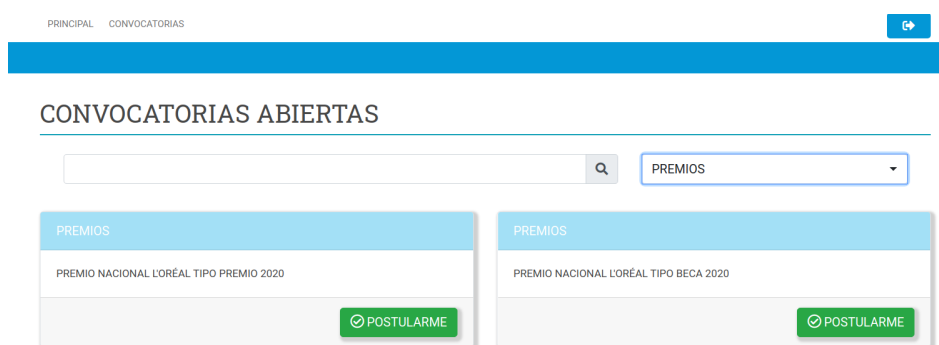 PRINCIPAL CONVOCATORIAS
CONVOCATORIAS ABIERTAS
PREMIOS
PREMIOS
PREMIO NACIONAL L'ORÉAL TIPO PREMIO 2020
POSTULARME
PREMIOS
PREMIO NACIONAL L'ORÉAL TIPO BECA 2020
POSTULARME